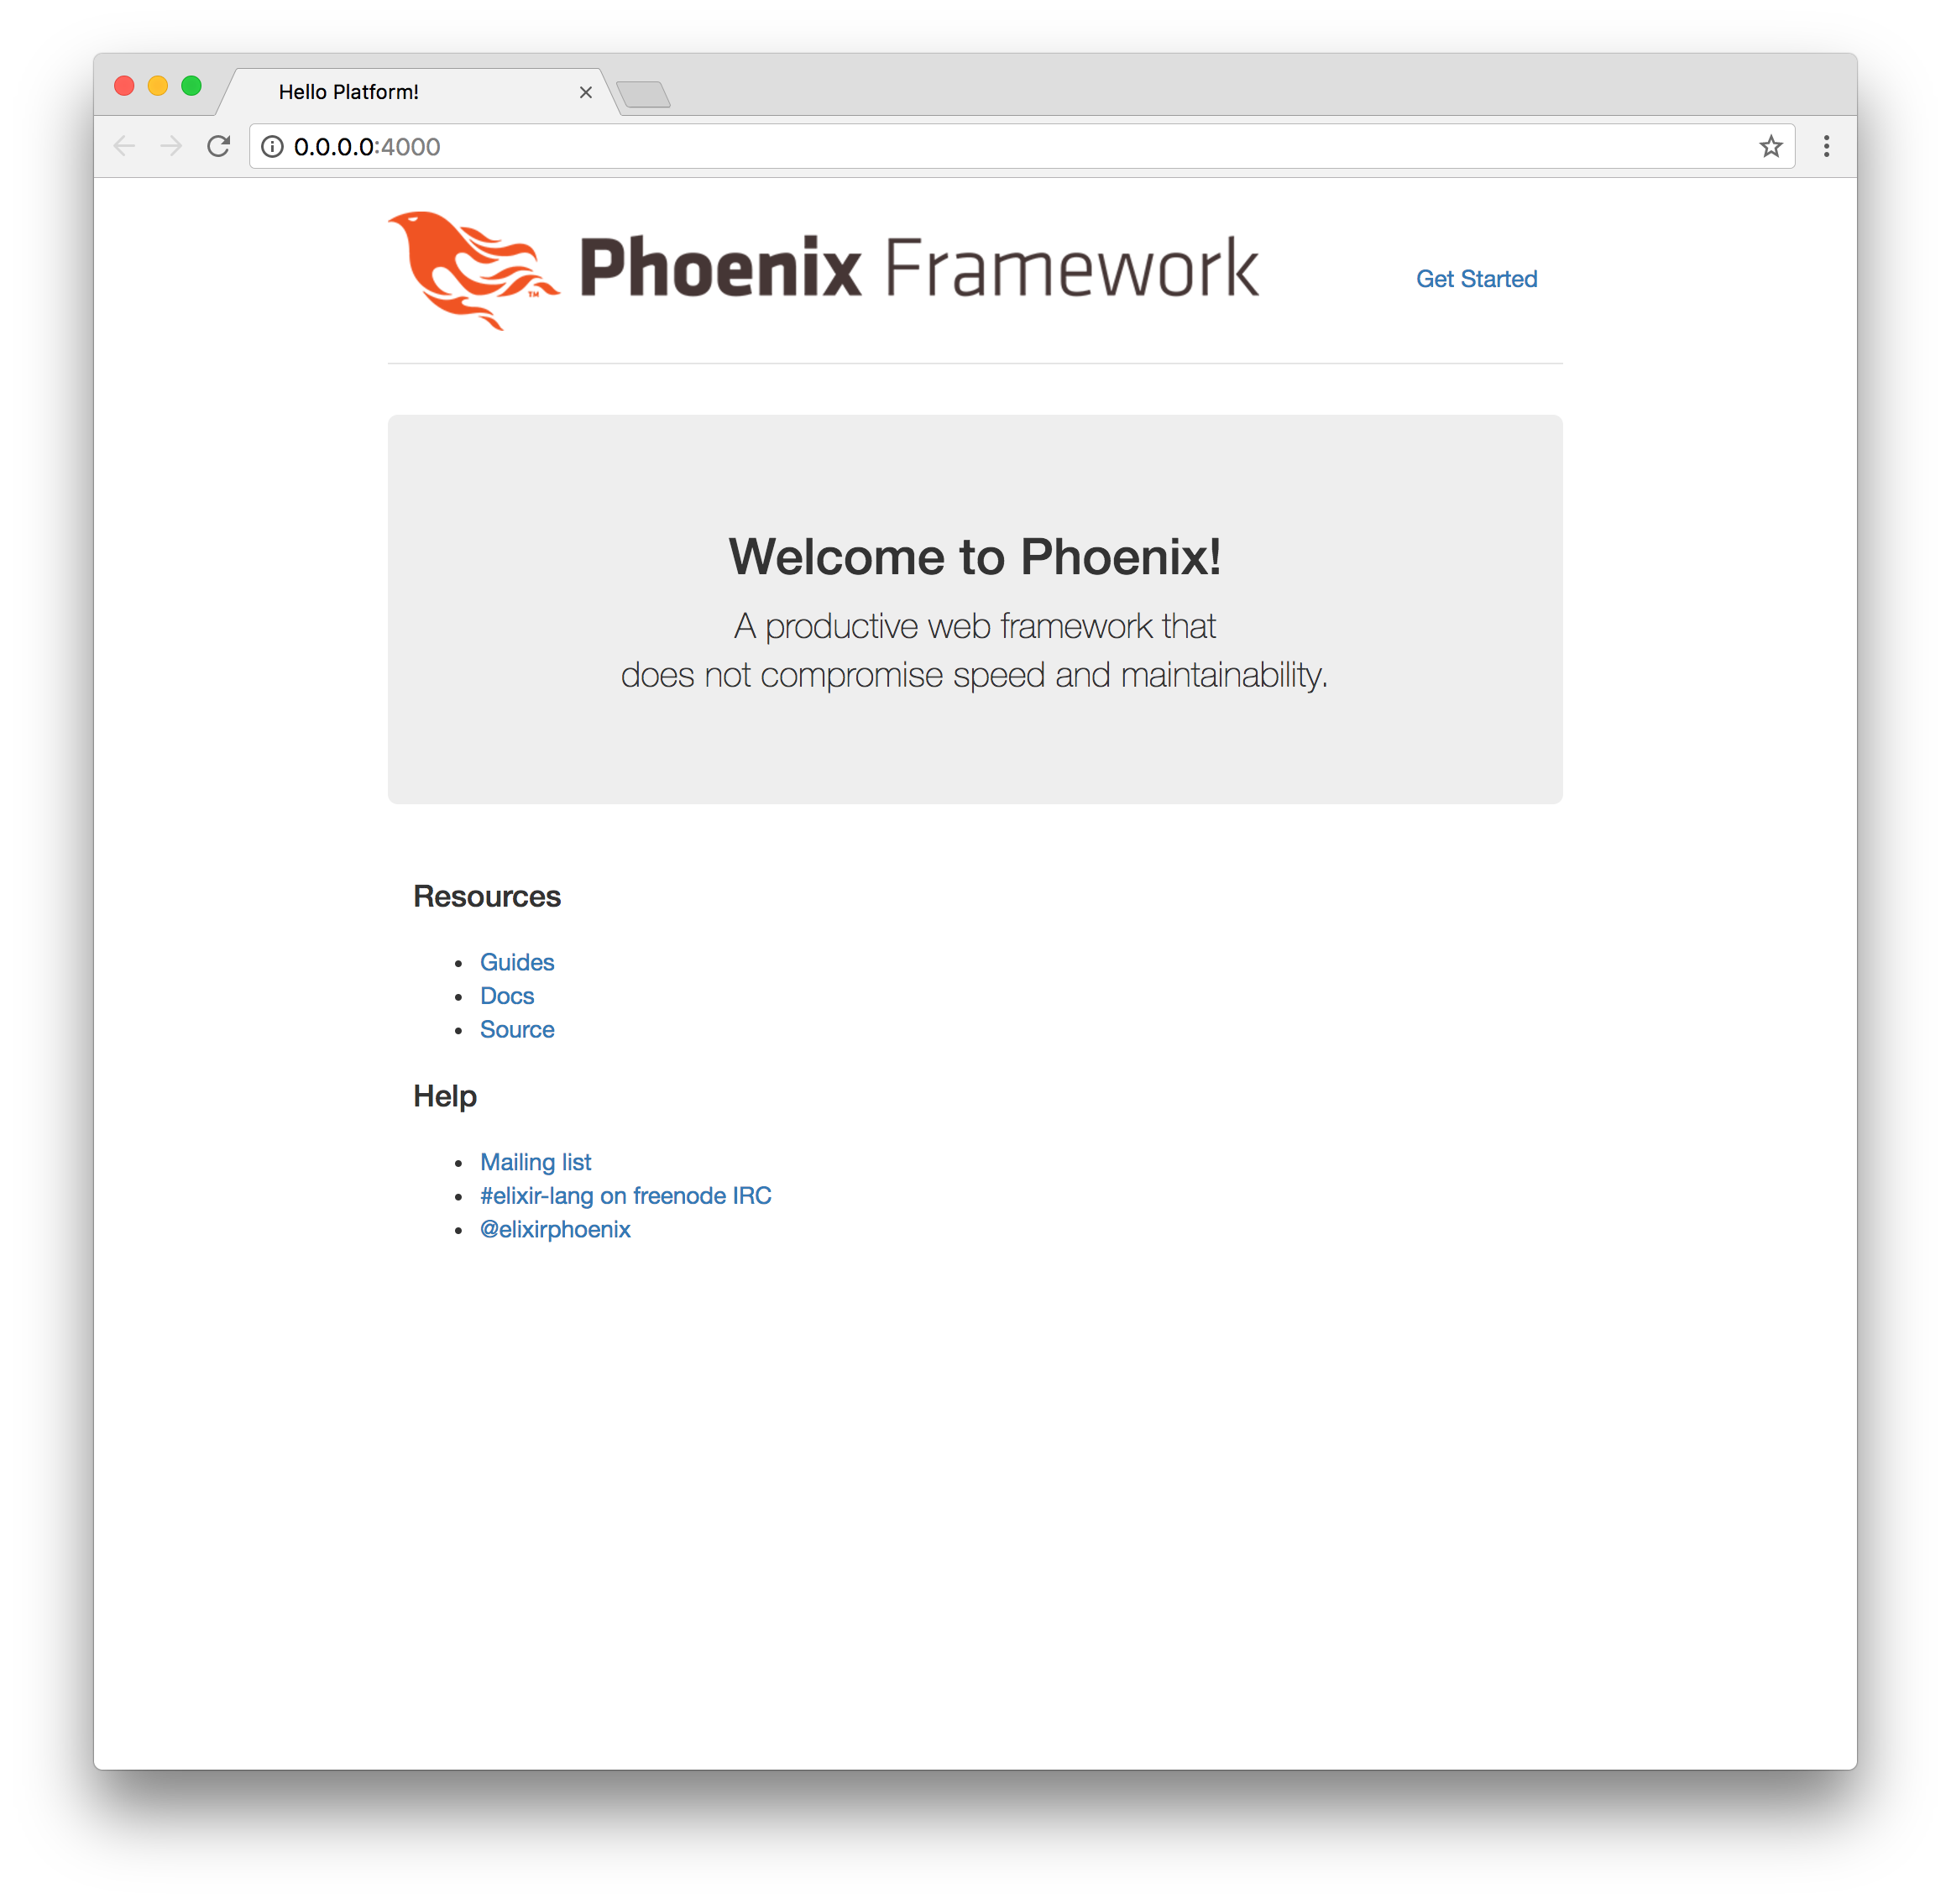 Hello Platform!
0.0.0.0:4000
Phoenix Framework
TM
Get Started
Welcome to Phoenix!
A productive web framework that
does not compromise speed and maintainability.
Resources
Guides
Docs
Source
Help
Mailing list
#elixir-lang on freenode IRC
@elixirphoenix